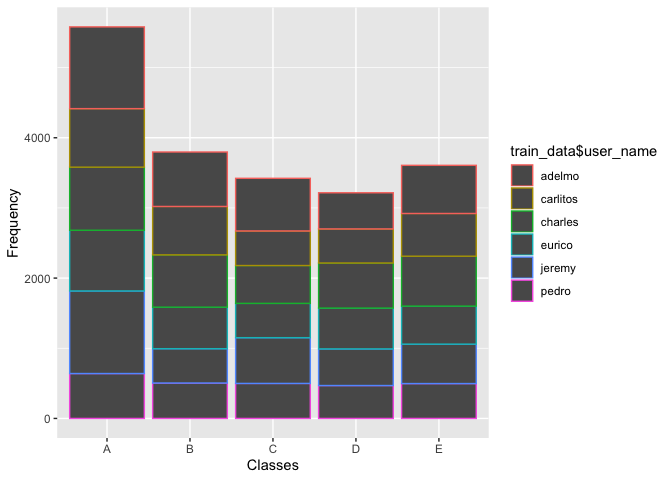 4000
2000
0
Frequency
A B C D E
Classes
train_data$user_name
adelmo
carlitos
charles
eurico
jeremy
pedro